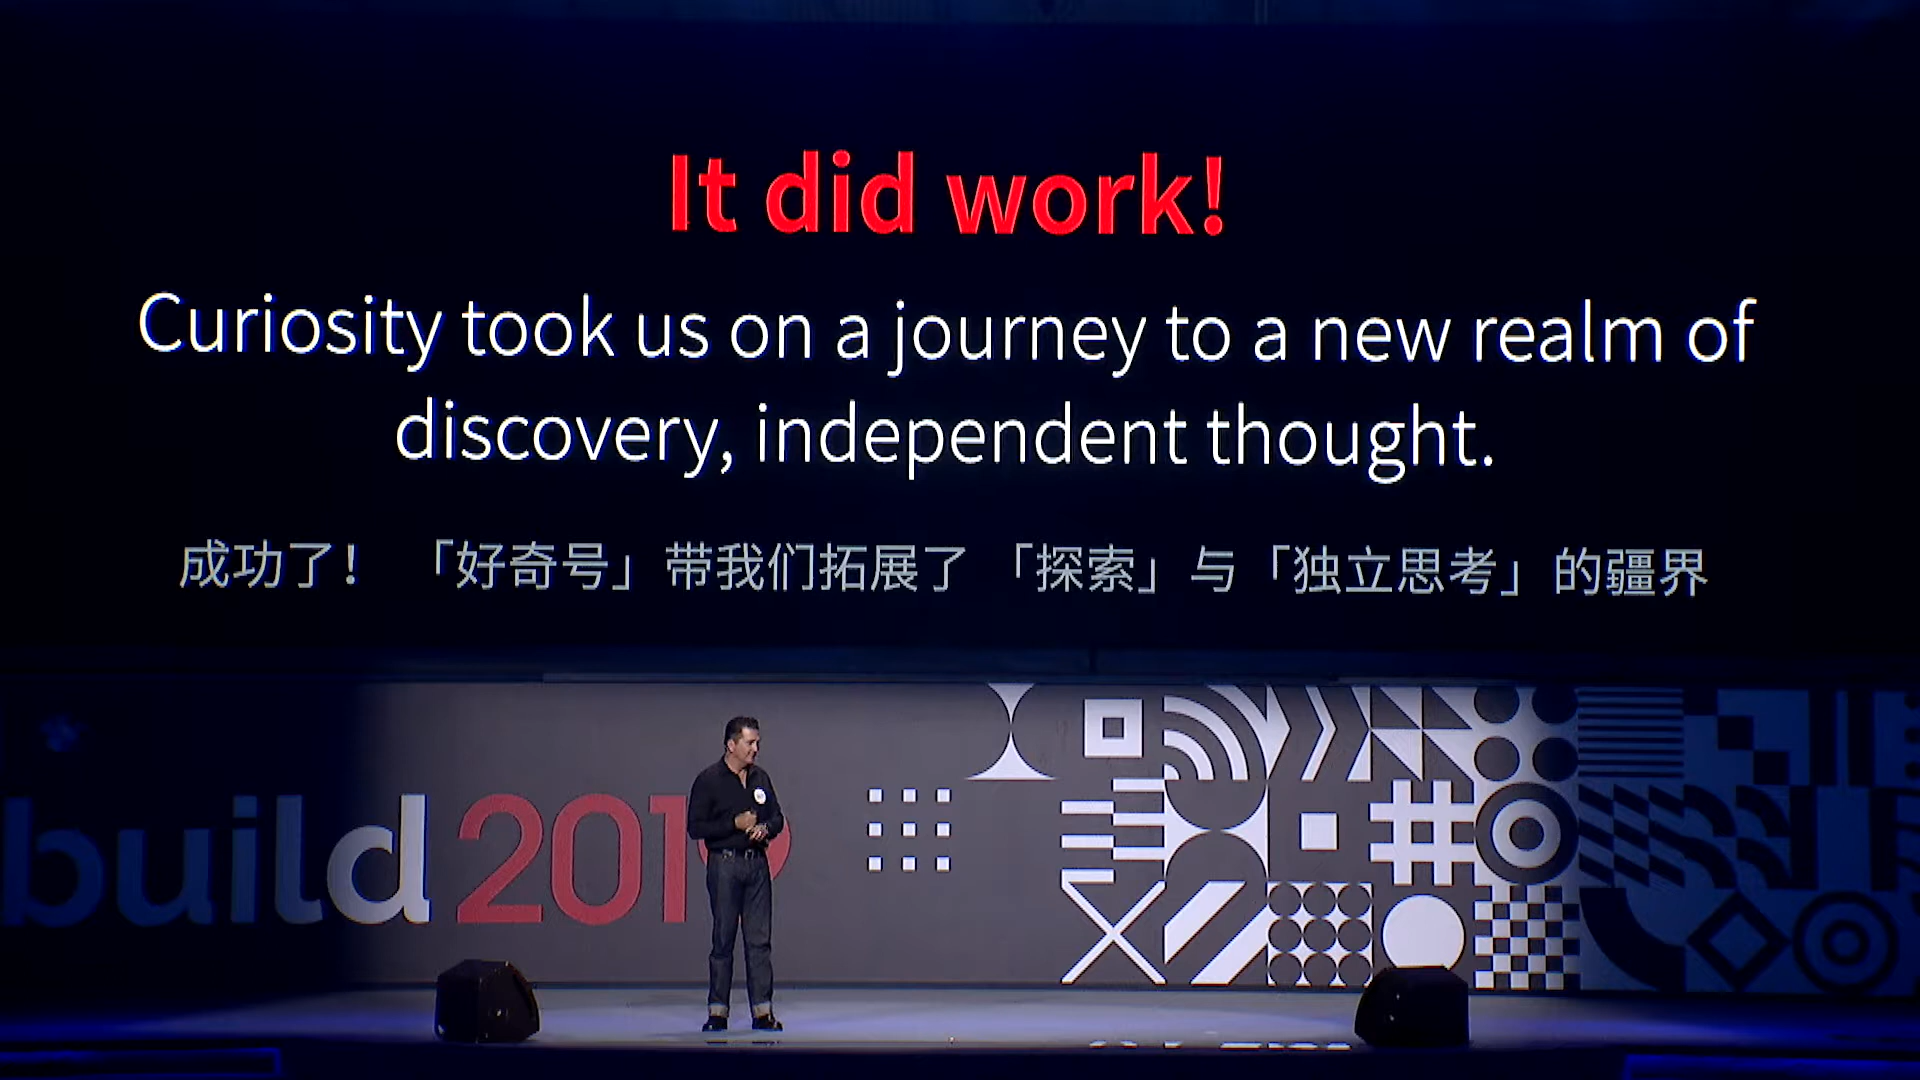 It did work!
Curiosity took us on a journey to a new realm of
discovery, independent thought.
成功了! 「好奇号」带我们拓展了 「探索」与「独立思考」的疆界
build 2019